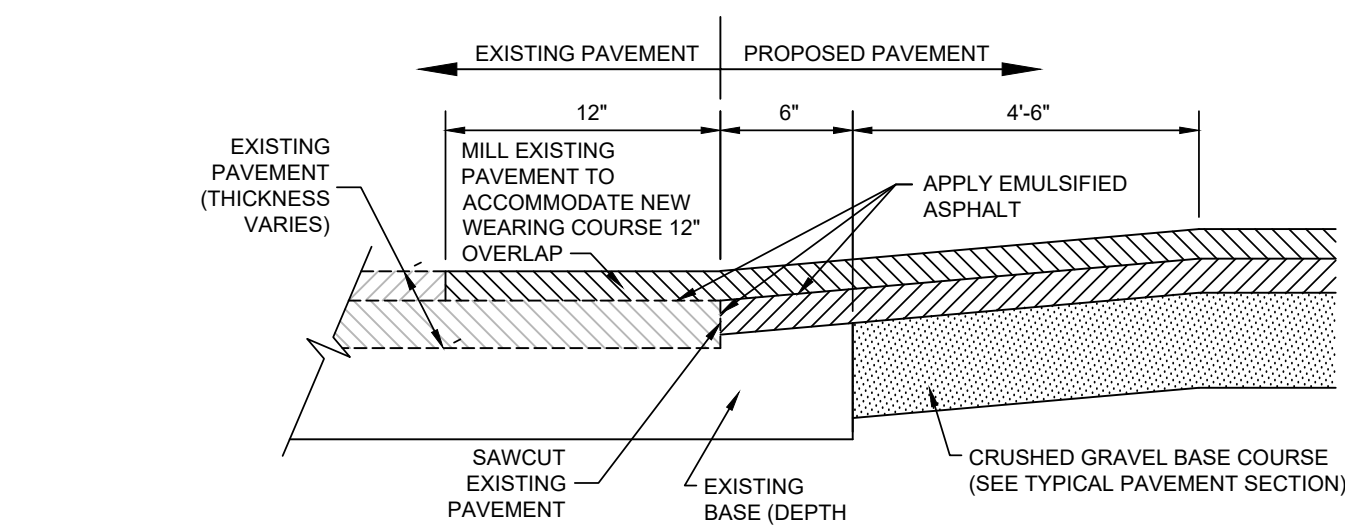 EXISTING PAVEMENT
PROPOSED PAVEMENT
12"
6"
4'-6"
EXISTING
PAVEMENT
(THICKNESS
VARIES)
MILL EXISTING
PAVEMENT TO
ACCOMMODATE NEW
WEARING COURSE 12"
OVERLAP
APPLY EMULSIFIED
ASPHALT
SAWCUT
EXISTING
PAVEMENT
EXISTING
BASE (DEPTH
CRUSHED GRAVEL BASE COURSE
(SEE TYPICAL PAVEMENT SECTION)